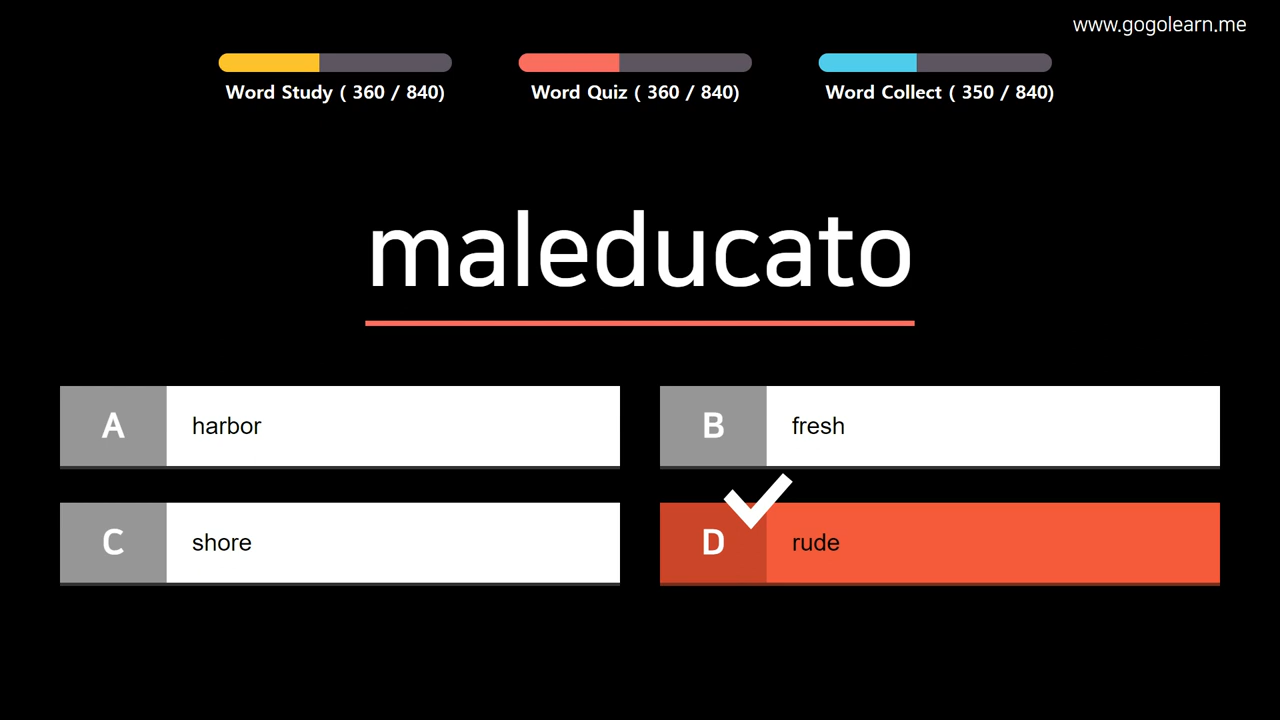 www.gogolearn.me
Word Study ( 360 / 840)
Word Quiz ( 360 / 840)
Word Collect ( 350 / 840)
maleducato
A harbor
B fresh
C shore
D rude